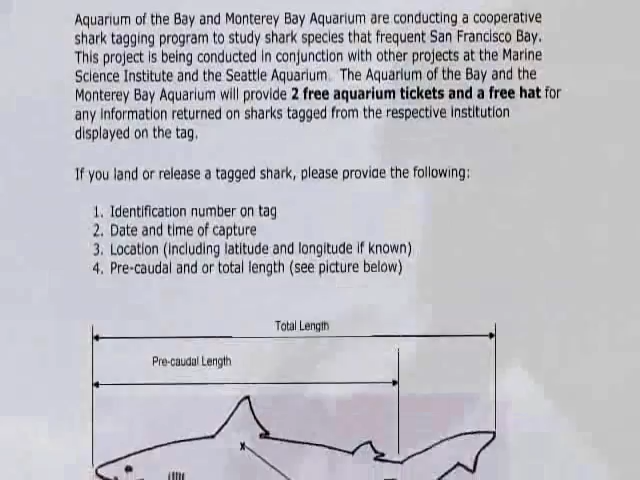 Aquarium of the Bay and Monterey Bay Aquarium are conducting a cooperative
shark tagging program to study shark species that frequent San Francisco Bay.
This project is being conducted in conjunction with other projects at the Marine
Science Institute and the Seattle Aquarium. The Aquarium of the Bay and the
Monterey Bay Aquarium will provide 2 free aquarium tickets and a free hat for
any information returned on sharks tagged from the respective institution
displayed on the tag.
If you land or release a tagged shark, please provide the following:
1. Identification number on tag
2. Date and time of capture
3. Location (including latitude and longitude if known)
4. Pre-caudal and or total length (see picture below)
Total Length
Pre-caudal Length
x